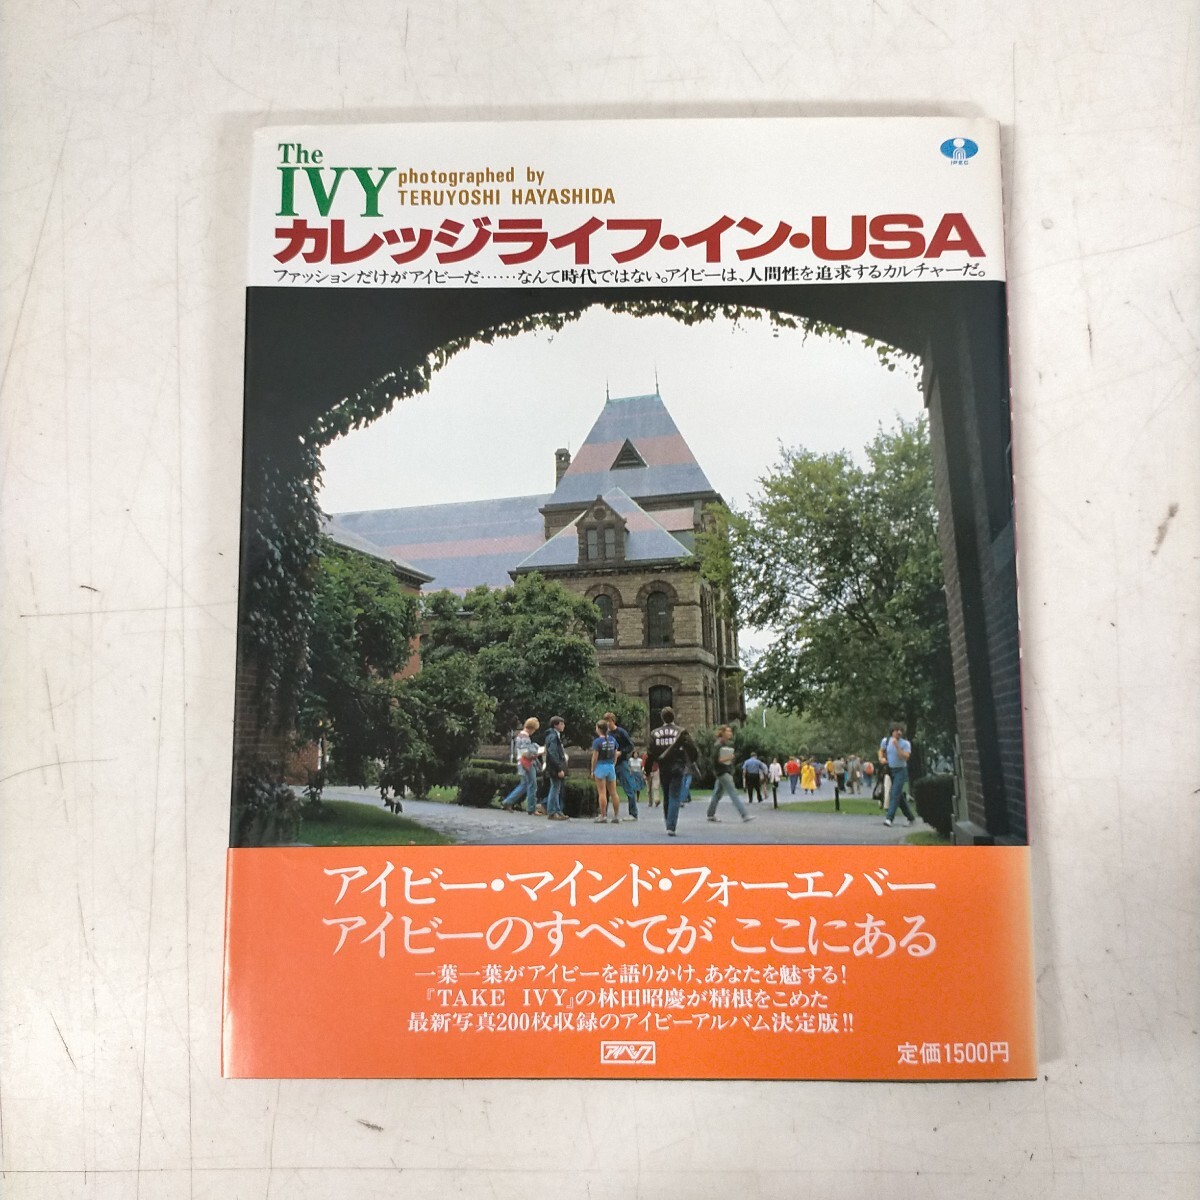 The
IVY
photographed by
TERUYOSHI HAYASHIDA
カレッジライフ・イン・USA
ファッションだけがアイビーだ……なんて時代ではない。アイビーは、人間性を追求するカルチャーだ。
IPEC
アイビー・マインド・フォーエバー
アイビーのすべてが ここにある
一葉一葉がアイビーを語りかけ、あなたを魅する!
『TAKE IVY』の林田昭慶が精根をこめた
最新写真200枚収録のアイビーアルバム決定版!!
アイペック
定価1500円